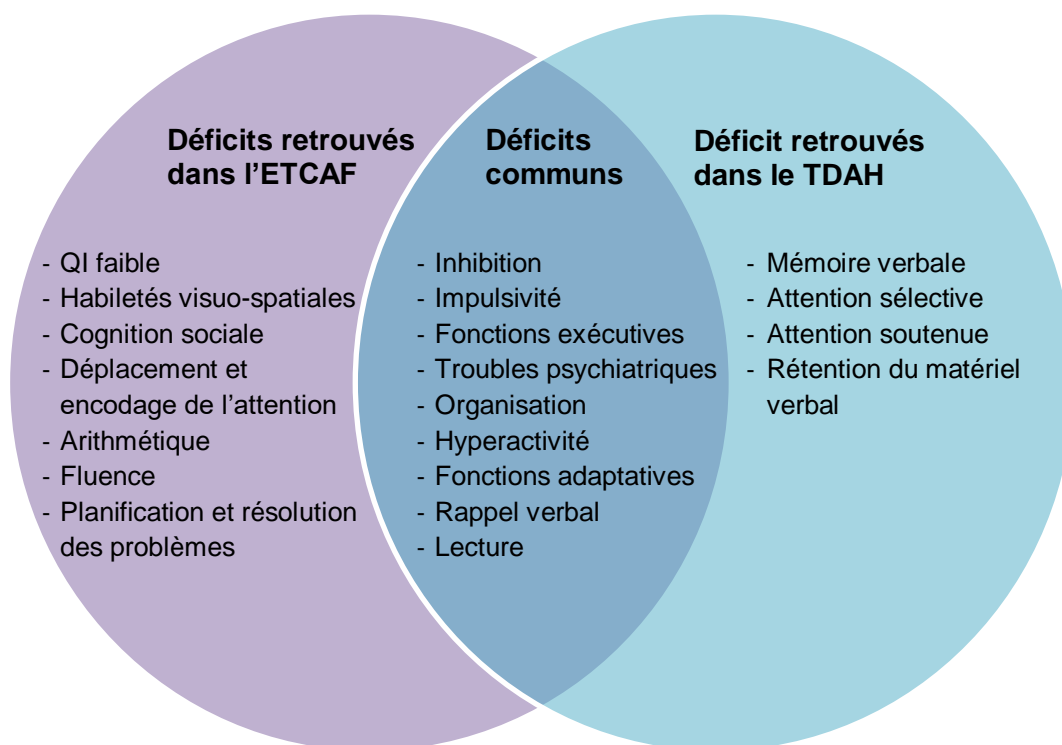 Déficits retrouvés
dans l’ETCAF
- QI faible
- Habiletés visuo-spatiales
- Cognition sociale
- Déplacement et
encodage de l’attention
- Arithmétique
- Fluence
- Planification et résolution
des problèmes
Déficits
communs
- Inhibition
- Impulsivité
- Fonctions exécutives
- Troubles psychiatriques
- Organisation
- Hyperactivité
- Fonctions adaptatives
- Rappel verbal
- Lecture
Déficit retrouvés
dans le TDAH
- Mémoire verbale
- Attention sélective
- Attention soutenue
- Rétention du matériel
verbal